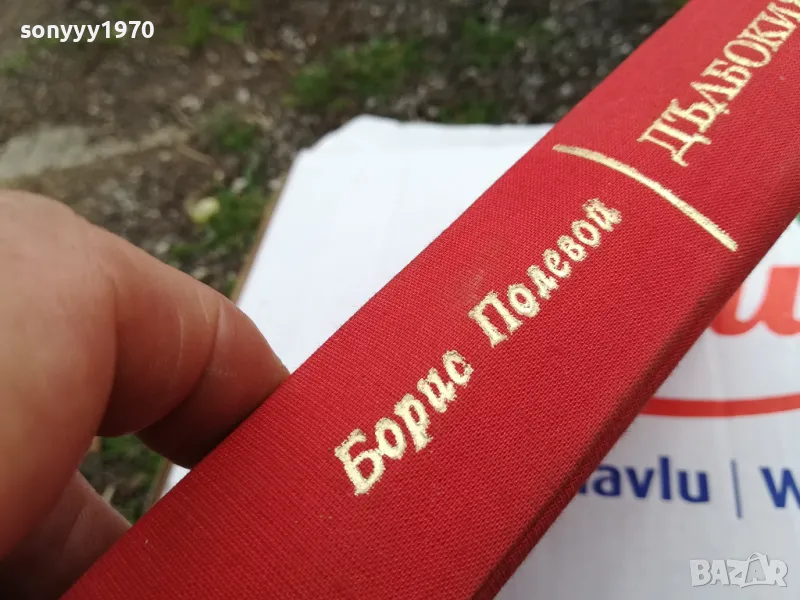 sonyyy1970
Борис Полевой
ДЪЛБОКИ
avlu | W
BAZAR